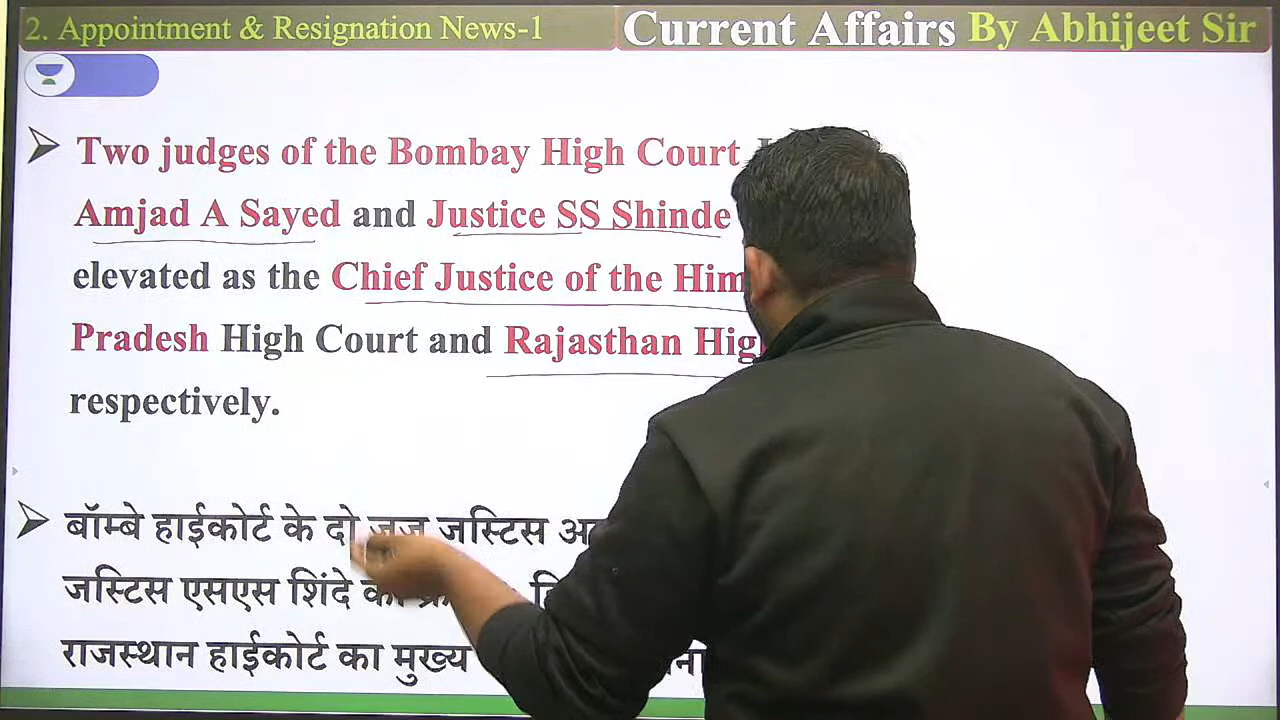 2. Appointment & Resignation News-1
Current Affairs By Abhijeet Sir
Two judges of the Bombay High Court
Amjad A Sayed and Justice SS Shinde
elevated as the Chief Justice of the
Pradesh High Court and Rajasthan
respectively.
बॉम्बे हाईकोर्ट के दो जज जस्टिस
जस्टिस एसएस शिंदे
राजस्थान हाईकोर्ट का मुख्य